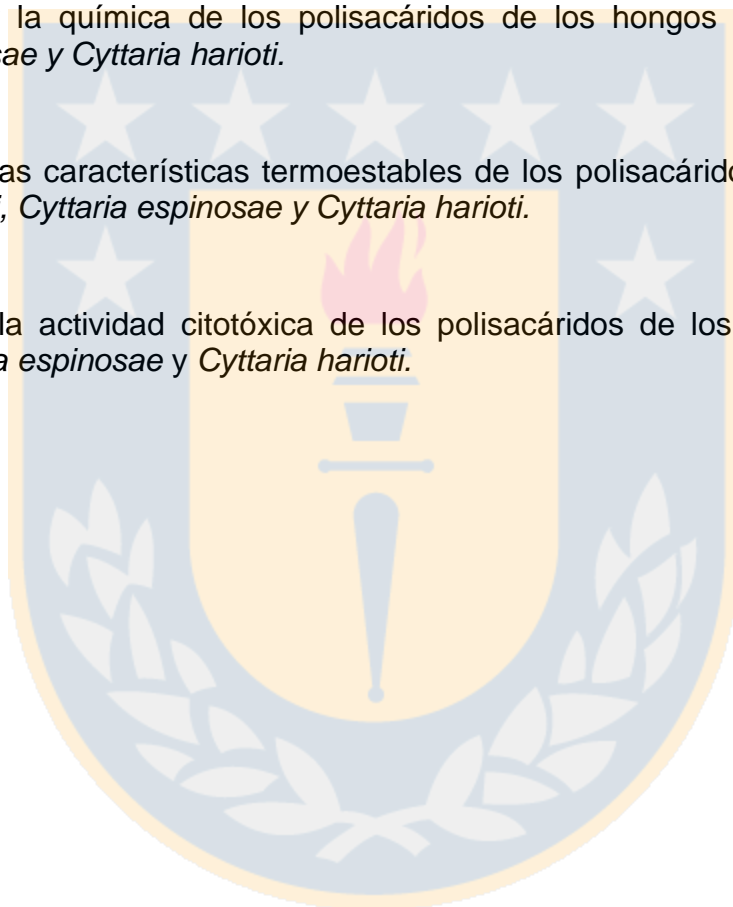 la química de los polisacáridos de los hongos
sae y Cyttaria harioti.
as características termoestables de los polisacárido
, Cyttaria espinosae y Cyttaria harioti.
la actividad citotóxica de los polisacáridos de los
a espinosae y Cyttaria harioti.